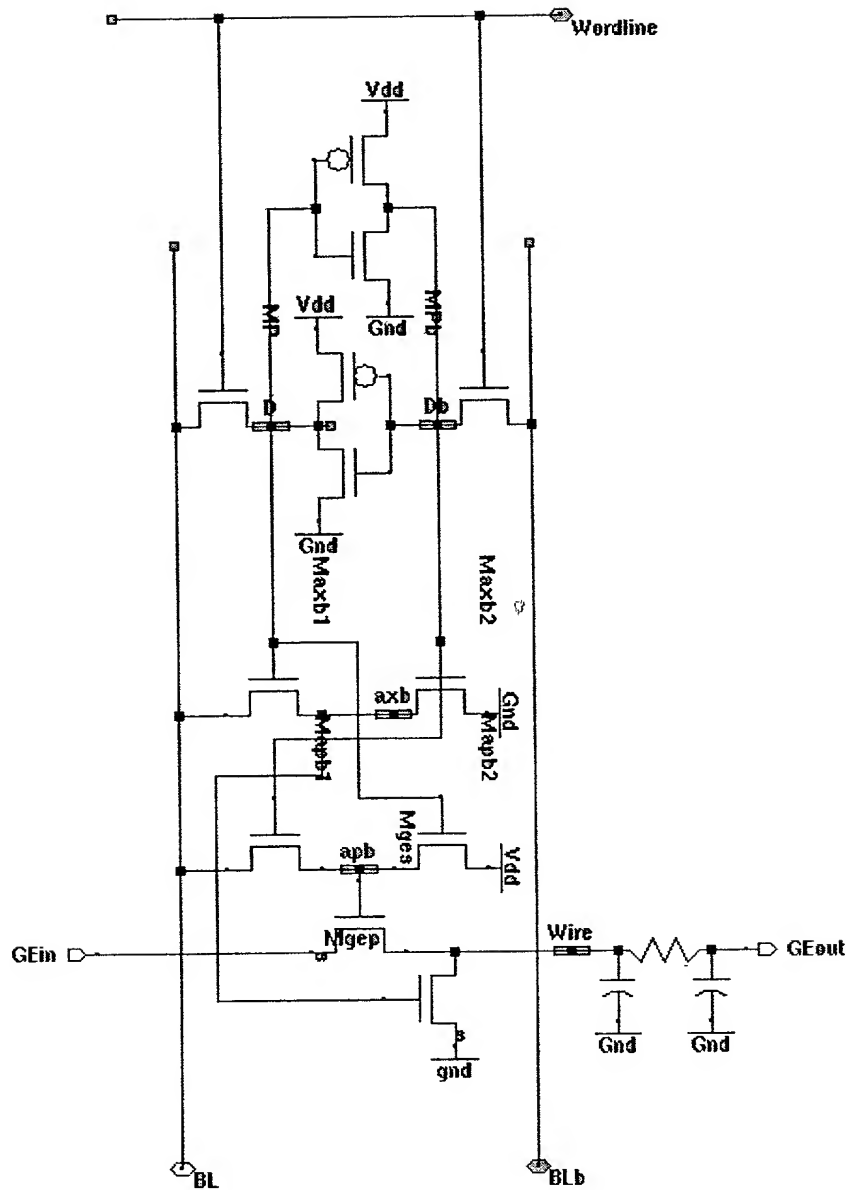 Wordline
Vdd
MP
Vdd
MPb
Gnd
D
Db
Gnd
Maxb1
Maxb2
axb
Gnd
Mapb1
Mapb2
Mges
apb
Vdd
Mgep
Wire
GEin
GEout
s
s
Gnd
Gnd
gnd
BL
BLb